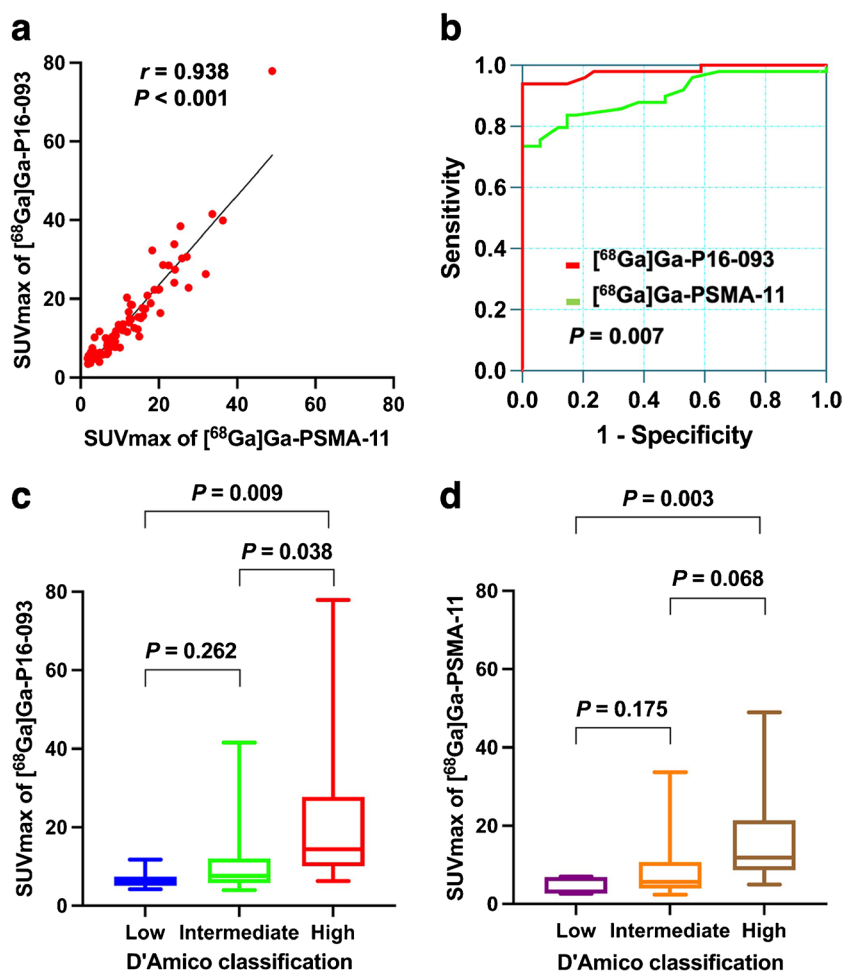 a
r = 0.938
P < 0.001
SUVmax of [⁶⁸Ga]Ga-P16-093
80
60
40
20
0
0 20 40 60 80
SUVmax of [⁶⁸Ga]Ga-PSMA-11
b
Sensitivity
1.0
0.8
0.6
0.4
0.2
0.0
[⁶⁸Ga]Ga-P16-093
[⁶⁸Ga]Ga-PSMA-11
P = 0.007
0.0 0.2 0.4 0.6 0.8 1.0
1 - Specificity
c
P = 0.009
P = 0.038
P = 0.262
SUVmax of [⁶⁸Ga]Ga-P16-093
80
60
40
20
0
Low Intermediate High
D'Amico classification
d
P = 0.003
P = 0.068
P = 0.175
SUVmax of [⁶⁸Ga]Ga-PSMA-11
80
60
40
20
0
Low Intermediate High
D'Amico classification